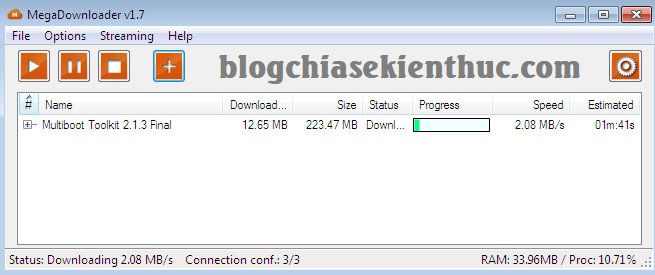 MegaDownloader v1.7
File Options Streaming Help
blogchiasekienthuc.com
# Name Download... Size Status Progress Speed Estimated
Multiboot Toolkit 2.1.3 Final 12.65 MB 223.47 MB Downl... 2.08 MB/s 01m:41s
Status: Downloading 2.08 MB/s Connection conf.: 3/3 RAM: 33.96MB / Proc: 10.71%